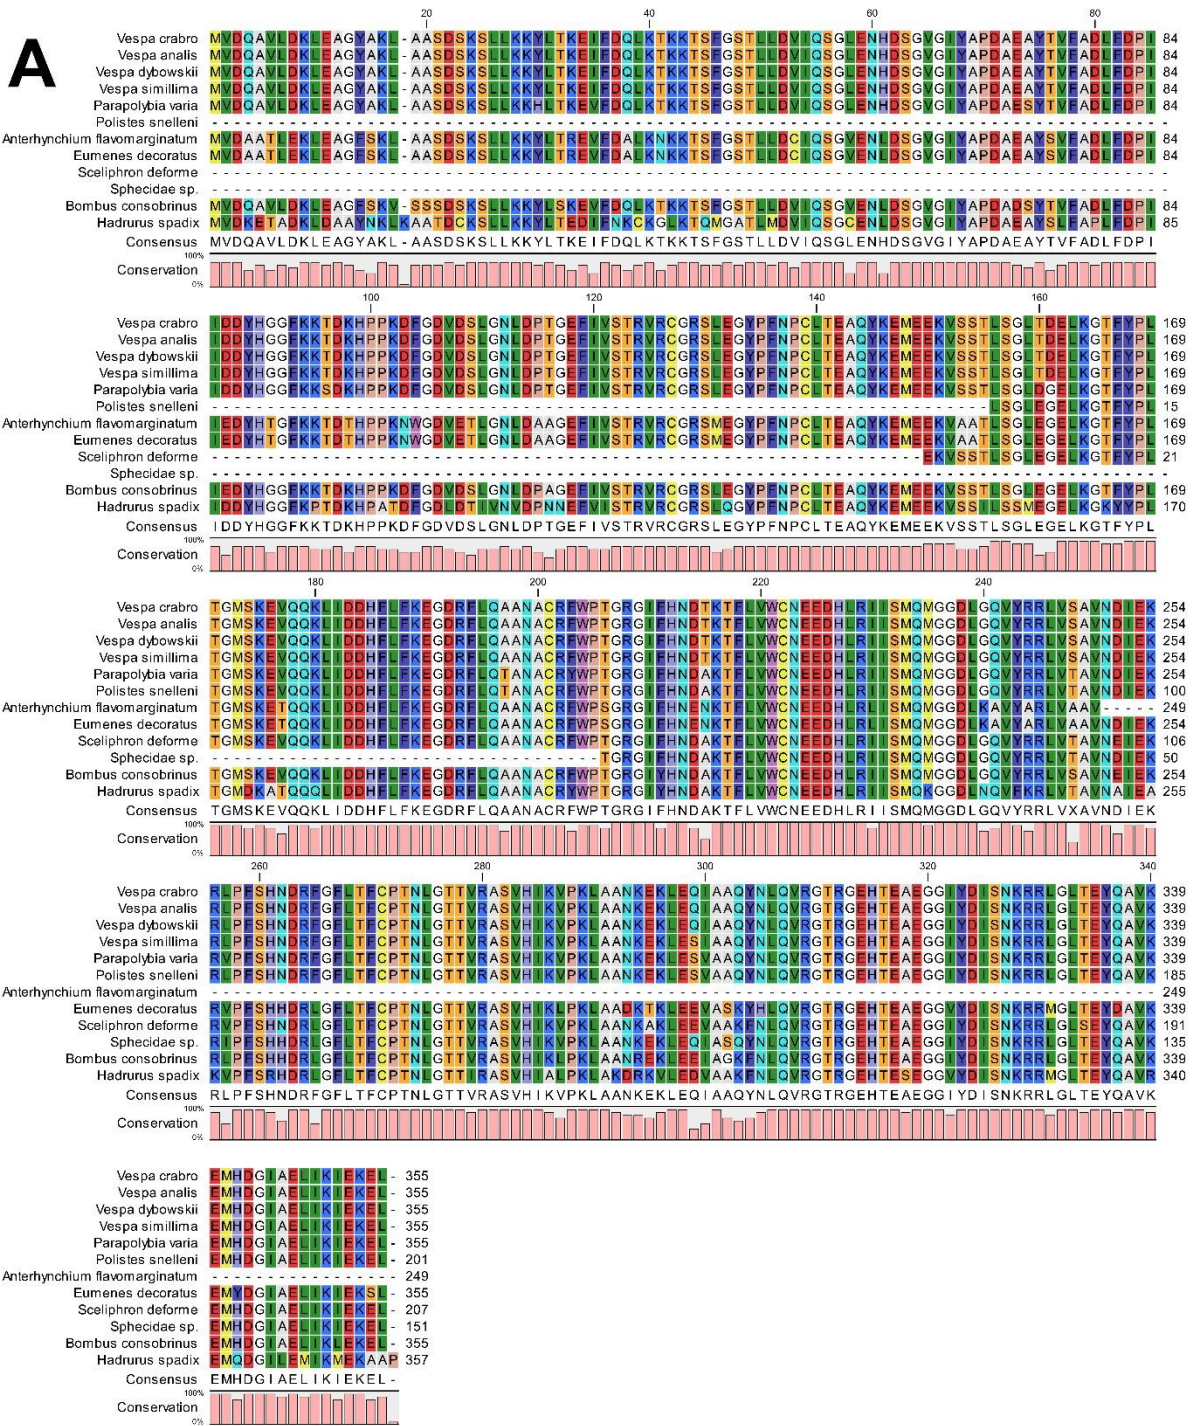 A
20 40 60 80
Vespa crabro MVDQAVLDKLEAGYAKL-AASDSKSLLKKYLTKEIFDQLKTKKTSFGSTLLDVIQSGLENHDSGVGIYAPDAEAYTVFADLFDPI 84
Vespa analis MVDQAVLDKLEAGYAKL-AASDSKSLLKKYLTKEIFDQLKTKKTSFGSTLLDVIQSGLENHDSGVGIYAPDAEAYTVFADLFDPI 84
Vespa dybowskii MVDQAVLDKLEAGYAKL-AASDSKSLLKKYLTKEIFDQLKTKKTSFGSTLLDVIQSGLENHDSGVGIYAPDAEAYTVFADLFDPI 84
Vespa simillima MVDQAVLDKLEAGYAKL-AASDSKSLLKKYLTKEIFDQLKTKKTSFGSTLLDVIQSGLENHDSGVGIYAPDAEAYTVFADLFDPI 84
Parapolybia varia MVDQAVLDKLEAGYAKL-AASDSKSLLKKHLTKEVFDQLKTKKTSFGSTLLDVIQSGLENHDSGVGIYAPDAESYTVFADLFDPI 84
Polistes snelleni -------------------------------------------------------------------------------------
Anterhynchium flavomarginatum MVDAATLEKLEAGFSKL-AASDSKSLLKKYLTREVFDALKNKKTSFGSTLLDCIQSGVENLDSGVGIYAPDAEAYSVFADLFDPI 84
Eumenes decoratus MVDAATLEKLEAGFSKL-AASDSKSLLKKYLTREVFDALKNKKTSFGSTLLDCIQSGVENLDSGVGIYAPDAEAYSVFADLFDPI 84
Sceliphron deforme -------------------------------------------------------------------------------------
Sphecidae sp. -------------------------------------------------------------------------------------
Bombus consobrinus MVDQAVLDKLEAGFSKV-SSSDSKSLLKKYLSKEVFDQLKTKKTSFGSTLLDVIQSGVENLDSGVGIYAPDADSYTVFADLFDPI 84
Hadrurus spadix MVDKETADKLDAAYNKLKAATDCKSLLKKYLTEDIFNKCKGLKTQMGATLMDVIQSGCENLDSGVGIYAPDAEAYSLFAPLFDPI 85
Consensus MVDQAVLDKLEAGYAKL-AASDSKSLLKKYLTKEIFDQLKTKKTSFGSTLLDVIQSGLENHDSGVGIYAPDAEAYTVFADLFDPI
100%
Conservation
0%
100 120 140 160
Vespa crabro IDDYHGGFKKTDKHPPKDFGDVDSLGNLDPTGEFIVSTRVRCGRSLEGYPFNPCLTEAQYKEMEEKVSSTLSGLTDELKGTFYPL 169
Vespa analis IDDYHGGFKKTDKHPPKDFGDVDSLGNLDPTGEFIVSTRVRCGRSLEGYPFNPCLTEAQYKEMEEKVSSTLSGLTDELKGTFYPL 169
Vespa dybowskii IDDYHGGFKKTDKHPPKDFGDVDSLGNLDPTGEFIVSTRVRCGRSLEGYPFNPCLTEAQYKEMEEKVSSTLSGLTDELKGTFYPL 169
Vespa simillima IDDYHGGFKKTDKHPPKDFGDVDSLGNLDPTGEFIVSTRVRCGRSLEGYPFNPCLTEAQYKEMEEKVSSTLSGLTDELKGTFYPL 169
Parapolybia varia IDDYHGGFKKSDKHPPKDFGDVDSLGNLDPTGEFIVSTRVRCGRSLEGYPFNPCLTEAQYKEMEEKVSSTLSGLDGELKGTFYPL 169
Polistes snelleni ----------------------------------------------------------------------LSGLEGELKGTFYPL 15
Anterhynchium flavomarginatum IEDYHTGFKKTDTHPPKNWGDVETLGNLDAAGEFIVSTRVRCGRSMEGYPFNPCLTEAQYKEMEEKVAATLSGLEGELKGTFYPL 169
Eumenes decoratus IEDYHTGFKKTDTHPPKNWGDVETLGNLDAAGEFIVSTRVRCGRSMEGYPFNPCLTEAQYKEMEEKVAATLSGLEGELKGTFYPL 169
Sceliphron deforme ----------------------------------------------------------------EKVSSTLSGLEGELKGTFYPL 21
Sphecidae sp. -------------------------------------------------------------------------------------
Bombus consobrinus IEDYHGGFKKTDKHPPKDFGDVDSLGNLDPAGEFIVSTRVRCGRSLEGYPFNPCLTEAQYKEMEEKVSSTLSGLEGELKGTFYPL 169
Hadrurus spadix IEDYHGGFKPTDKHPATDFGDLDTIVNVDPNNEFIVSTRVRCGRSLQGYPFNPCLTEAQYKEMEEKVSSTLSSMEGELKGTYYPL 170
Consensus IDDYHGGFKKTDKHPPKDFGDVDSLGNLDPTGEFIVSTRVRCGRSLEGYPFNPCLTEAQYKEMEEKVSSTLSGLEGELKGTFYPL
100%
Conservation
0%
180 200 220 240
Vespa crabro TGMSKEVQQKLIDDHFLFKEGDRFLQAANACRFWPTGRGIFHNDTKTFLVWCNEEDHLRIISMQMGGDLGQVYRRLVSAVNDIEK 254
Vespa analis TGMSKEVQQKLIDDHFLFKEGDRFLQAANACRFWPTGRGIFHNDTKTFLVWCNEEDHLRIISMQMGGDLGQVYRRLVSAVNDIEK 254
Vespa dybowskii TGMSKEVQQKLIDDHFLFKEGDRFLQAANACRFWPTGRGIFHNDTKTFLVWCNEEDHLRIISMQMGGDLGQVYRRLVSAVNDIEK 254
Vespa simillima TGMSKEVQQKLIDDHFLFKEGDRFLQAANACRFWPTGRGIFHNDTKTFLVWCNEEDHLRIISMQMGGDLGQVYRRLVSAVNDIEK 254
Parapolybia varia TGMSKEVQQKLIDDHFLFKEGDRFLQTANACRYWPTGRGIFHNDAKTFLVWCNEEDHLRIISMQMGGDLGQVYRRLVTAVNDIEK 254
Polistes snelleni TGMSKEVQQKLIDDHFLFKEGDRFLQTANACRYWPTGRGIFHNDAKTFLVWCNEEDHLRIISMQMGGDLGQVYRRLVTAVNDIEK 100
Anterhynchium flavomarginatum TGMSKETQQKLIDDHFLFKEGDRFLQAANACRFWPSGRGIFHNENKTFLVWCNEEDHLRLISMQMGGDLKAVYARLVAAV----- 249
Eumenes decoratus TGMSKETQQKLIDDHFLFKEGDRFLQAANACRFWPSGRGIFHNENKTFLVWCNEEDHLRLISMQMGGDLKAVYARLVAAVNDIEK 254
Sceliphron deforme TGMSKEVQQKLIDDHFLFKEGDRFLQAANACRFWPTGRGIFHNDAKTFLVWCNEEDHLRIISMQMGGDLGQVYRRLVTAVNDIEK 106
Sphecidae sp. -----------------------------------TGRGIFHNDAKTFLVWCNEEDHLRIISMQMGGDLGQVYRRLVTAVNDIEK 50
Bombus consobrinus TGMSKEVQQKLIDDHFLFKEGDRFLQAANACRFWPTGRGIFHNDAKTFLVWCNEEDHLRIISMQMGGDLGQVYRRLVSAVNEIEK 254
Hadrurus spadix TGMDKATQQQLIDDHFLFKEGDRFLQAANACRYWPTGRGIFHNDAKTFLVWCNEEDHLRIISMQKGGDLNQVFKRLVTAVNAIEA 255
Consensus TGMSKEVQQKLIDDHFLFKEGDRFLQAANACRFWPTGRGIFHNDAKTFLVWCNEEDHLRIISMQMGGDLGQVYRRLVXAVNDIEK
100%
Conservation
0%
260 280 300 320 340
Vespa crabro RLPFSHNDRFGFLTFCPTNLGTTVRASVHIKVPKLAANKEKLEQIAAQYNLQVRGTRGEHTEAEGGIYDISNKRRLGLTEYQAVK 339
Vespa analis RLPFSHNDRFGFLTFCPTNLGTTVRASVHIKVPKLAANKEKLEQIAAQYNLQVRGTRGEHTEAEGGIYDISNKRRLGLTEYQAVK 339
Vespa dybowskii RLPFSHNDRFGFLTFCPTNLGTTVRASVHIKVPKLAANKEKLEQIAAQYNLQVRGTRGEHTEAEGGIYDISNKRRLGLTEYQAVK 339
Vespa simillima RLPFSHNDRFGFLTFCPTNLGTTVRASVHIKVPKLAANKEKLESIAAQYNLQVRGTRGEHTEAEGGIYDISNKRRLGLTEYQAVK 339
Parapolybia varia RVPFSHNDRFGFLTFCPTNLGTTVRASVHIKVPKLAANKEKLESVAAQYNLQVRGTRGEHTEAEGGIYDISNKRRLGLTEYQAVK 339
Polistes snelleni RLPFSHNDRFGFLTFCPTNLGTTVRASVHIKVPKLAANKEKLESVAAQYNLQVRGTRGEHTEAEGGIYDISNKRRLGLTEYQAVK 185
Anterhynchium flavomarginatum ------------------------------------------------------------------------------------- 249
Eumenes decoratus RVPFSHHDRLGFLTFCPTNLGTTVRASVHIKLPKLAADKTKLEEVASKYHLQVRGTRGEHTEAEGGVYDISNKRRMGLTEYDAVK 339
Sceliphron deforme RVPFSHNDRLGFLTFCPTNLGTTVRASVHIKVPKLAANKAKLEEVAAKFNLQVRGTRGEHTEAEGGVYDISNKRRLGLSEYQAVK 191
Sphecidae sp. RIPFSHHDRLGFLTFCPTNLGTTVRASVHIKVPKLAANKEKLEQIASQYNLQVRGTRGEHTEAEGGVYDISNKRRLGLTEYQAVK 135
Bombus consobrinus RLPFSHHDRLGFLTFCPTNLGTTVRASVHIKLPKLAANREKLEEIAGKFNLQVRGTRGEHTEAEGGIYDISNKRRLGLTEYQAVK 339
Hadrurus spadix KVPFSRHDRLGFLTFCPTNLGTTIRASVHIALPKLAKDRKVLEDVAAKFNLQVRGTRGEHTESEGGVYDISNKRRMGLTEYQAVR 340
Consensus RLPFSHNDRFGFLTFCPTNLGTTVRASVHIKVPKLAANKEKLEQIAAQYNLQVRGTRGEHTEAEGGIYDISNKRRLGLTEYQAVK
100%
Conservation
0%
Vespa crabro EMHDGIAELIKIEKEL- 355
Vespa analis EMHDGIAELIKIEKEL- 355
Vespa dybowskii EMHDGIAELIKIEKEL- 355
Vespa simillima EMHDGIAELIKIEKEL- 355
Parapolybia varia EMHDGIAELIKIEKEL- 355
Polistes snelleni EMHDGIAELIKIEKEL- 201
Anterhynchium flavomarginatum ----------------- 249
Eumenes decoratus EMYDGIAELIKIEKSL- 355
Sceliphron deforme EMHDGIAELIKIEKEL- 207
Sphecidae sp. EMHDGIAELIKIEKEL- 151
Bombus consobrinus EMHDGIAELIKLEKEL- 355
Hadrurus spadix EMQDGILEMIKMEKAAP 357
Consensus EMHDGIAELIKIEKEL-
100%
Conservation
0%